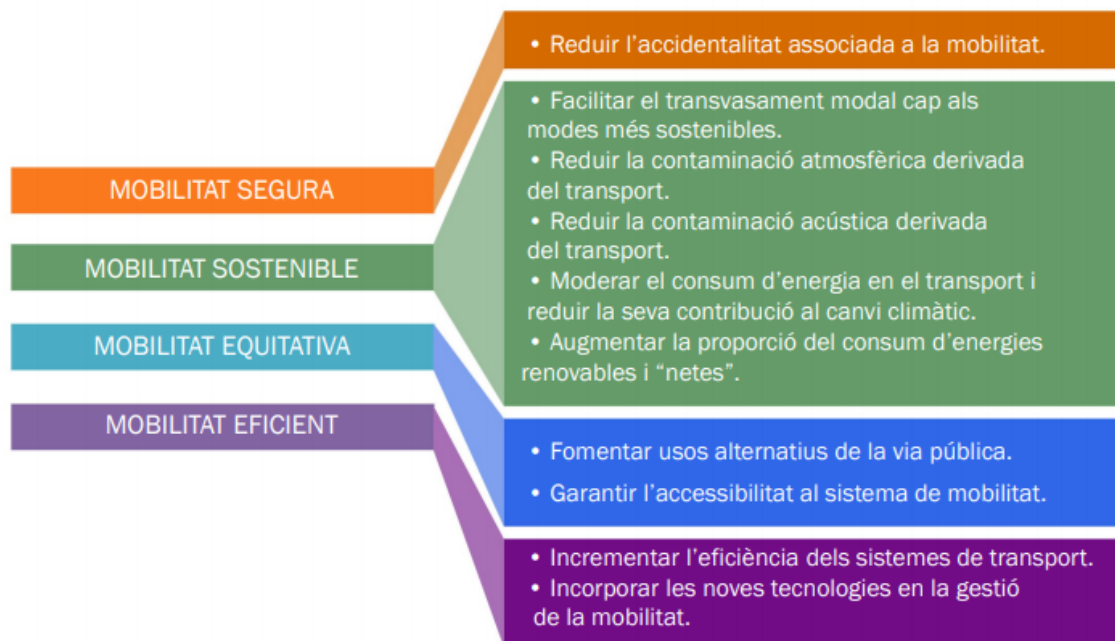 MOBILITAT SEGURA
MOBILITAT SOSTENIBLE
MOBILITAT EQUITATIVA
MOBILITAT EFICIENT
• Reduir l'accidentalitat associada a la mobilitat.
• Facilitar el transvasament modal cap als
modes més sostenibles.
• Reduir la contaminació atmosfèrica derivada
del transport.
• Reduir la contaminació acústica derivada
del transport.
• Moderar el consum d'energia en el transport i
reduir la seva contribució al canvi climàtic.
• Augmentar la proporció del consum d'energies
renovables i “netes”.
• Fomentar usos alternatius de la via pública.
• Garantir l'accessibilitat al sistema de mobilitat.
• Incrementar l'eficiència dels sistemes de transport.
• Incorporar les noves tecnologies en la gestió
de la mobilitat.